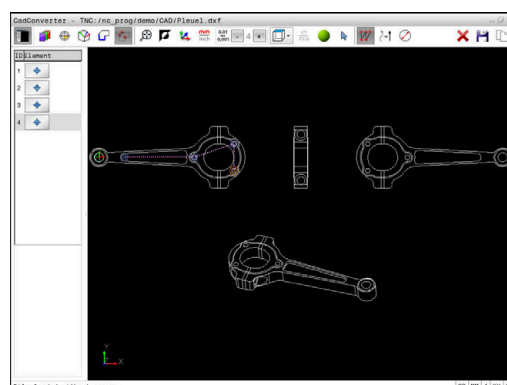 CadConverter - TNC:/nc_prog/demo/CAD/Pleuel.dxf
mm
inch
0,01
0,001
4
ID Element
1
2
3
4
Y
Z
X